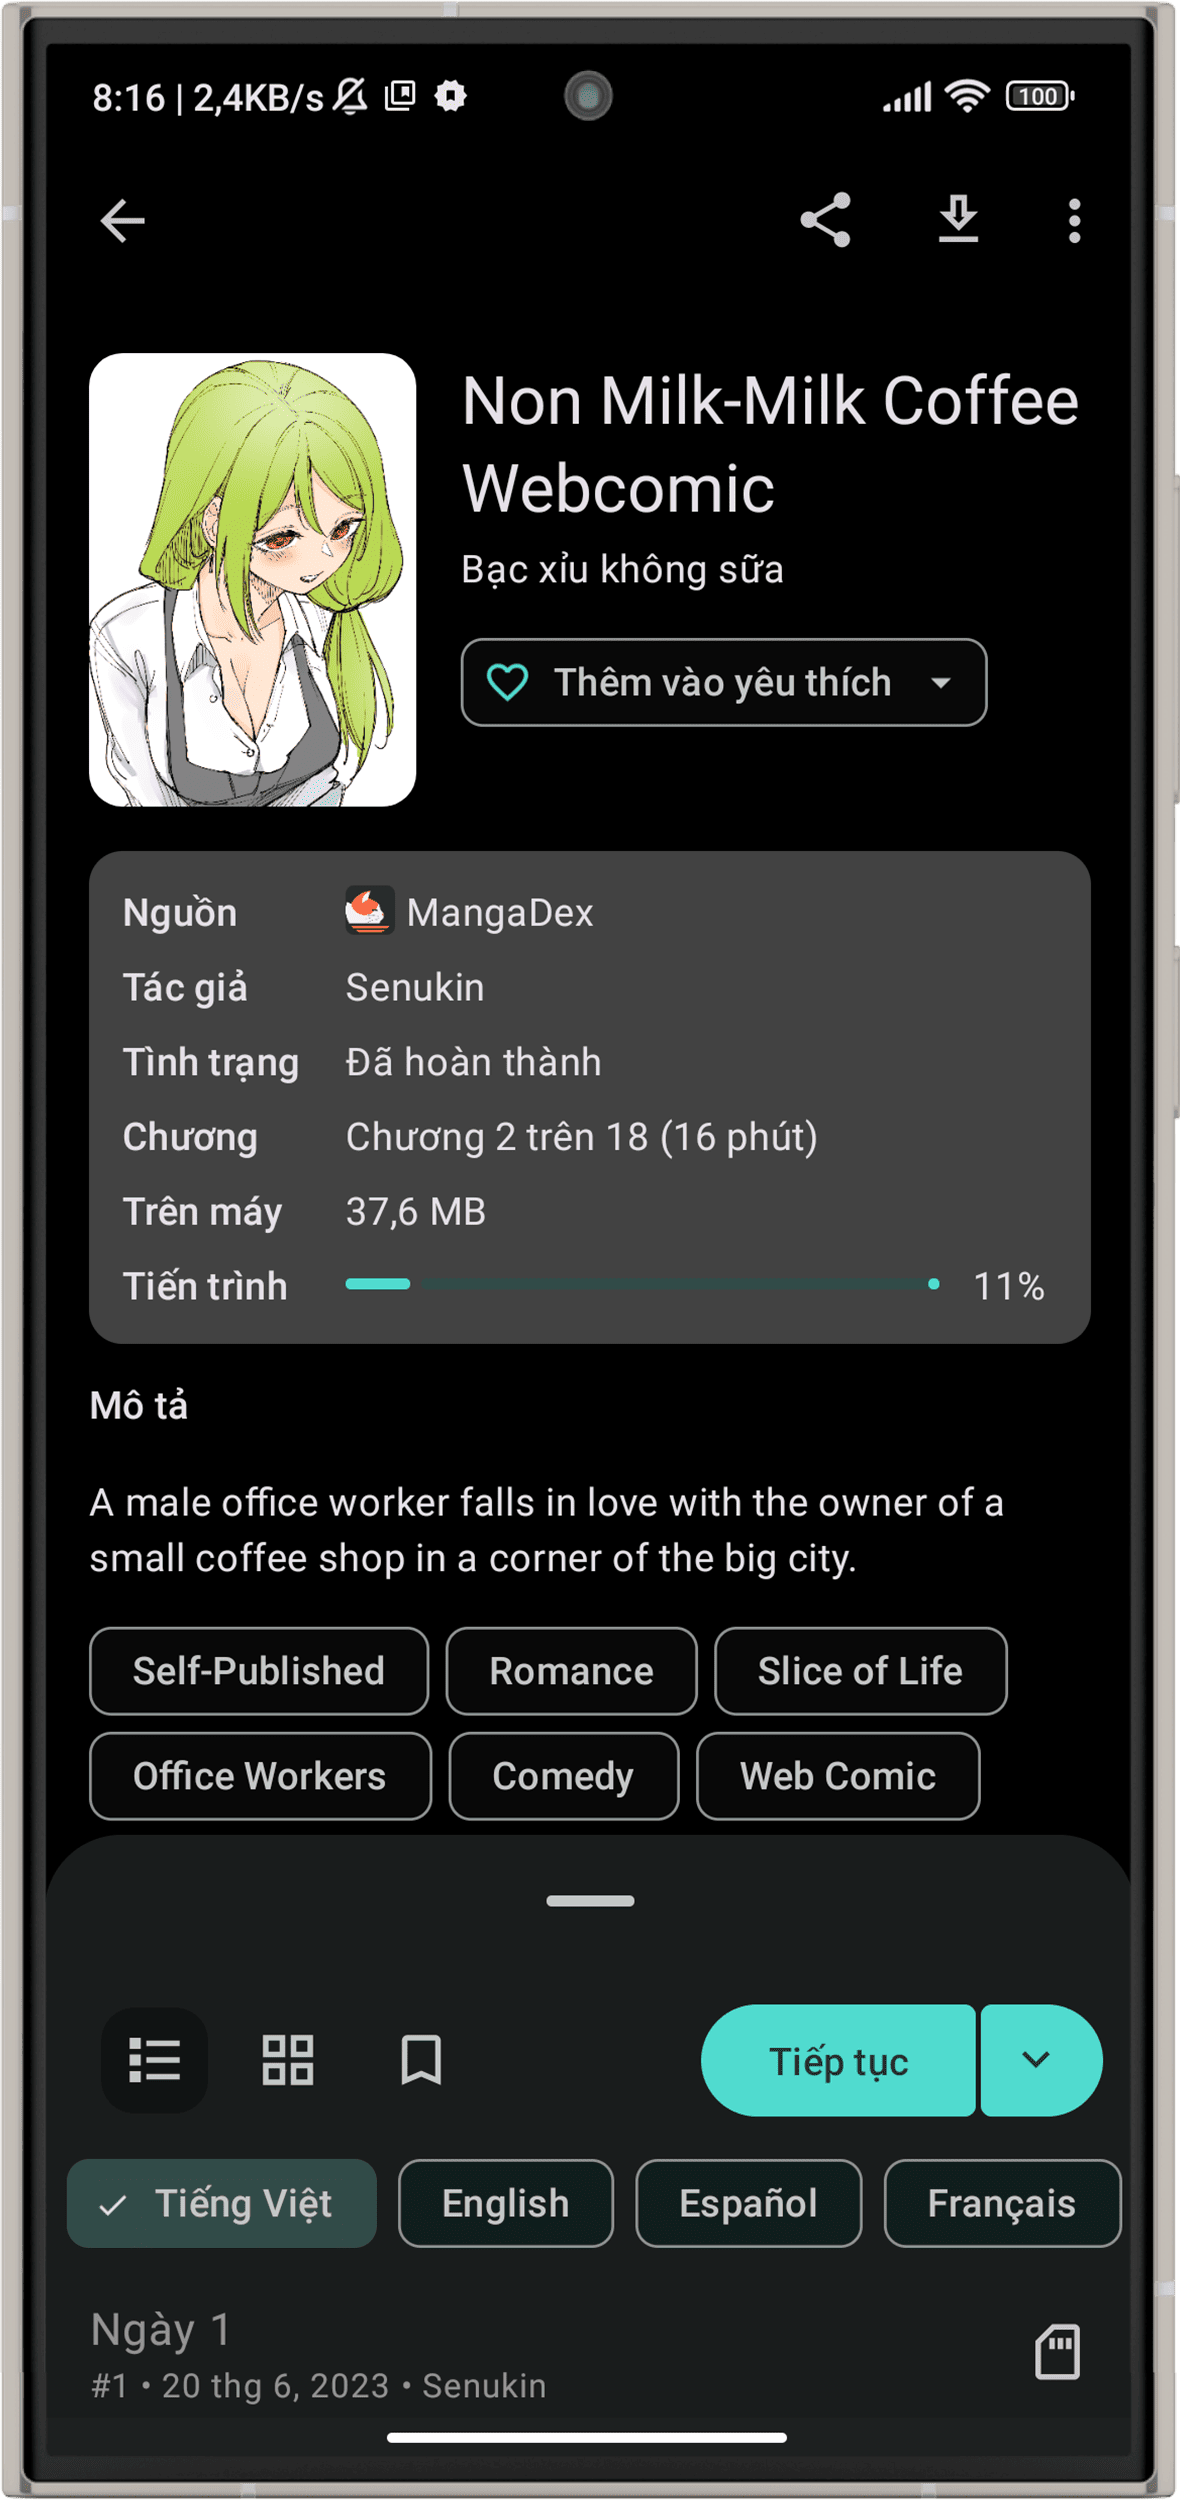 8:16 | 2,4KB/s
100
Non Milk-Milk Coffee
Webcomic
Bạc xỉu không sữa
Thêm vào yêu thích
Nguồn MangaDex
Tác giả Senukin
Tình trạng Đã hoàn thành
Chương Chương 2 trên 18 (16 phút)
Trên máy 37,6 MB
Tiến trình 11%
Mô tả
A male office worker falls in love with the owner of a
small coffee shop in a corner of the big city.
Self-Published Romance Slice of Life
Office Workers Comedy Web Comic
Tiếp tục
Tiếng Việt English Español Français
Ngày 1
#1 • 20 thg 6, 2023 • Senukin